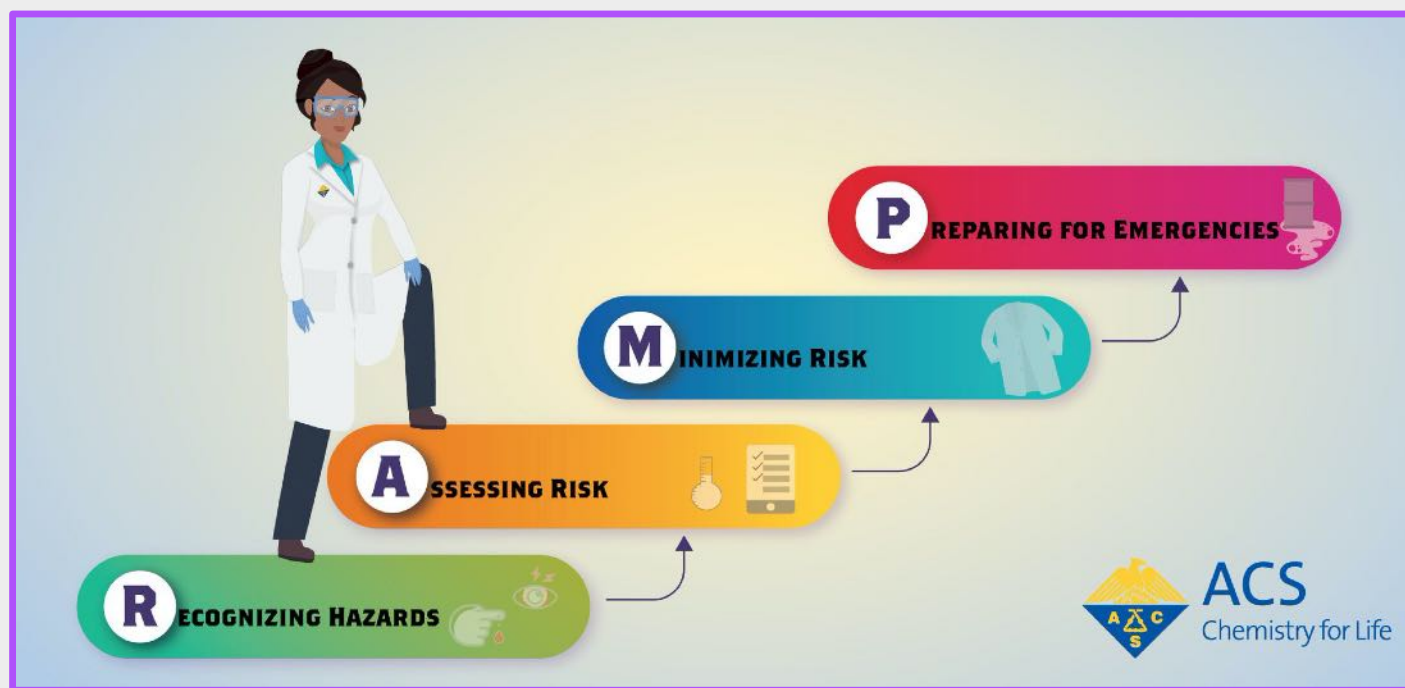 PREPARING FOR EMERGENCIES
MINIMIZING RISK
ASSESSING RISK
RECOGNIZING HAZARDS
ACS
Chemistry for Life
A C S